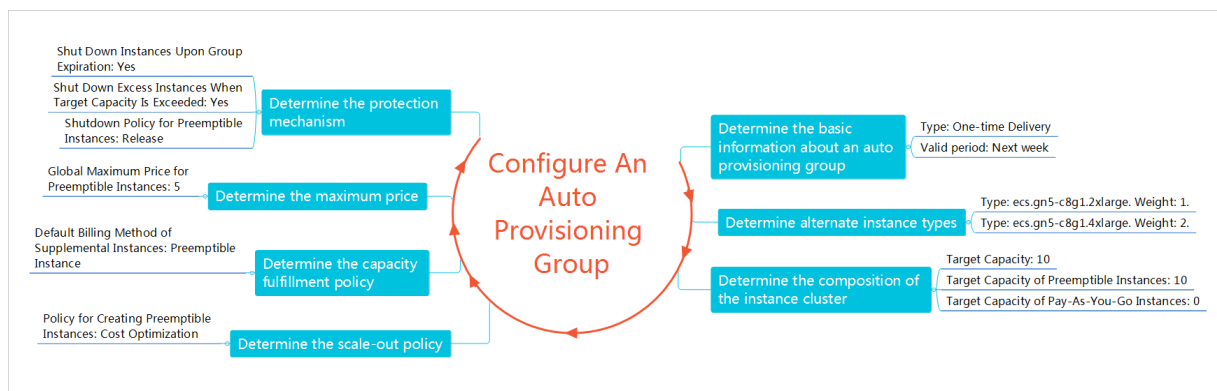 Configure An
Auto
Provisioning
Group
Determine the basic
information about an auto
provisioning group
Type: One-time Delivery
Valid period: Next week
Determine alternate instance types
Type: ecs.gn5-c8g1.2xlarge. Weight: 1.
Type: ecs.gn5-c8g1.4xlarge. Weight: 2.
Determine the composition of
the instance cluster
Target Capacity: 10
Target Capacity of Preemptible Instances: 10
Target Capacity of Pay-As-You-Go Instances: 0
Determine the scale-out policy
Policy for Creating Preemptible
Instances: Cost Optimization
Determine the capacity
fulfillment policy
Default Billing Method of
Supplemental Instances: Preemptible
Instance
Determine the maximum price
Global Maximum Price for
Preemptible Instances: 5
Determine the protection
mechanism
Shut Down Instances Upon Group
Expiration: Yes
Shut Down Excess Instances When
Target Capacity Is Exceeded: Yes
Shutdown Policy for Preemptible
Instances: Release